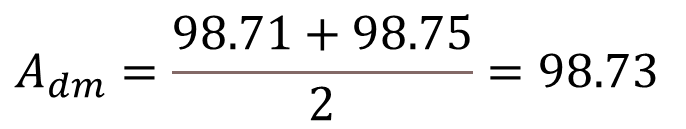 A_dm = (98.71 + 98.75) / 2 = 98.73